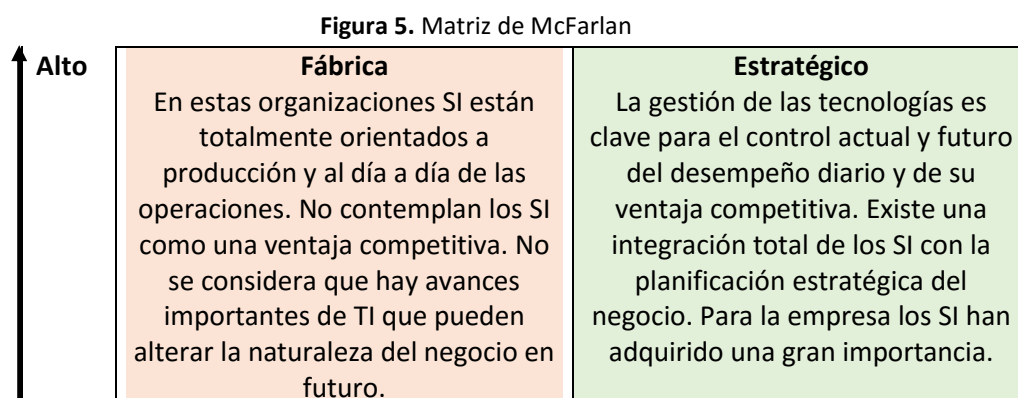 Figura 5. Matriz de McFarlan
Alto
Fábrica
En estas organizaciones SI están
totalmente orientados a
producción y al día a día de las
operaciones. No contemplan los SI
como una ventaja competitiva. No
se considera que hay avances
importantes de TI que pueden
alterar la naturaleza del negocio en
futuro.
Estratégico
La gestión de las tecnologías es
clave para el control actual y futuro
del desempeño diario y de su
ventaja competitiva. Existe una
integración total de los SI con la
planificación estratégica del
negocio. Para la empresa los SI han
adquirido una gran importancia.